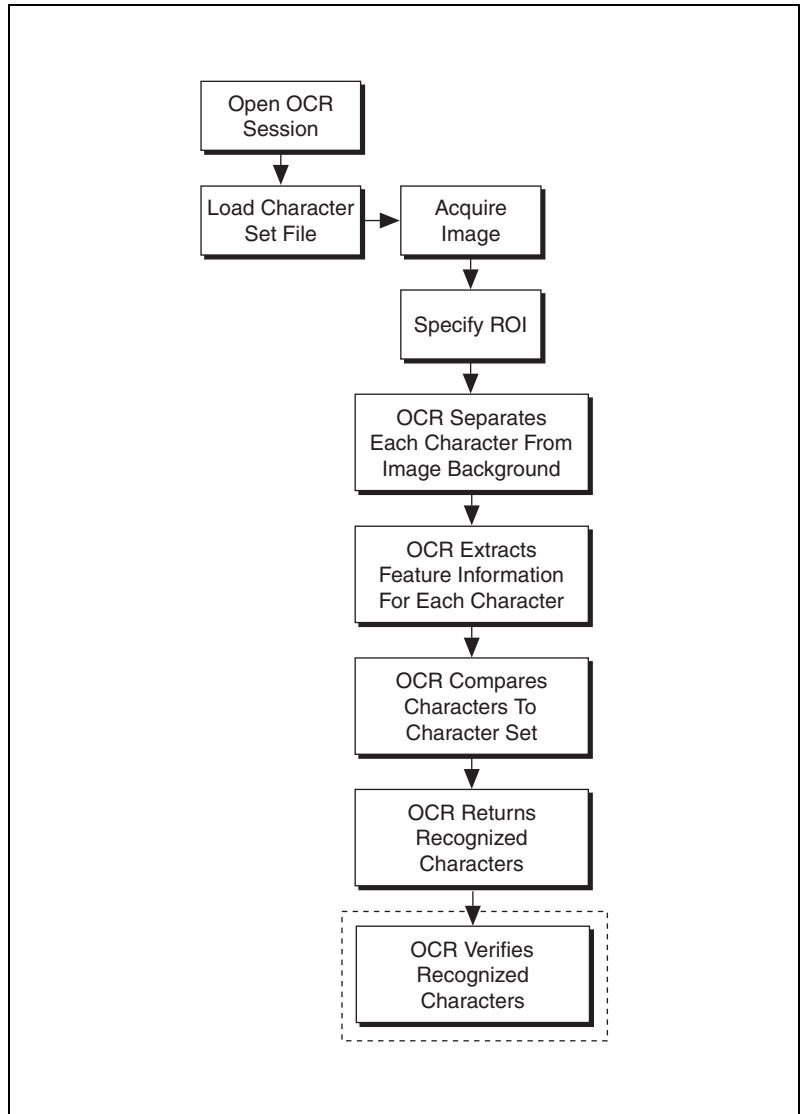 Open OCR
Session
Load Character
Set File
Acquire
Image
Specify ROI
OCR Separates
Each Character From
Image Background
OCR Extracts
Feature Information
For Each Character
OCR Compares
Characters To
Character Set
OCR Returns
Recognized
Characters
OCR Verifies
Recognized
Characters